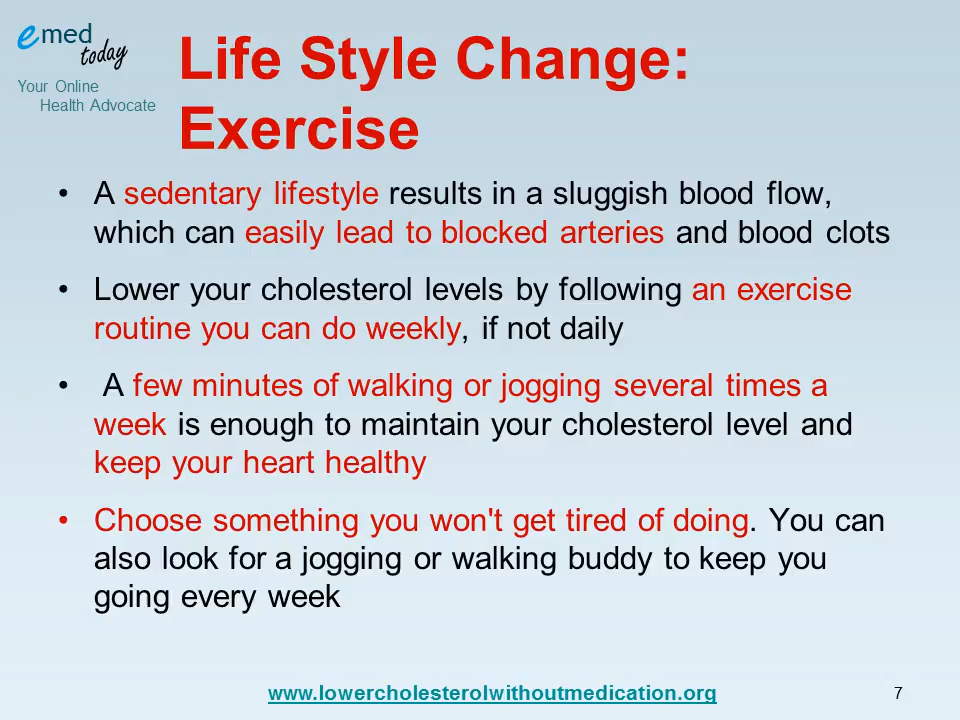 emed
today
Your Online
Health Advocate
Life Style Change:
Exercise
• A sedentary lifestyle results in a sluggish blood flow,
which can easily lead to blocked arteries and blood clots
• Lower your cholesterol levels by following an exercise
routine you can do weekly, if not daily
• A few minutes of walking or jogging several times a
week is enough to maintain your cholesterol level and
keep your heart healthy
• Choose something you won't get tired of doing. You can
also look for a jogging or walking buddy to keep you
going every week
www.lowercholesterolwithoutmedication.org
7